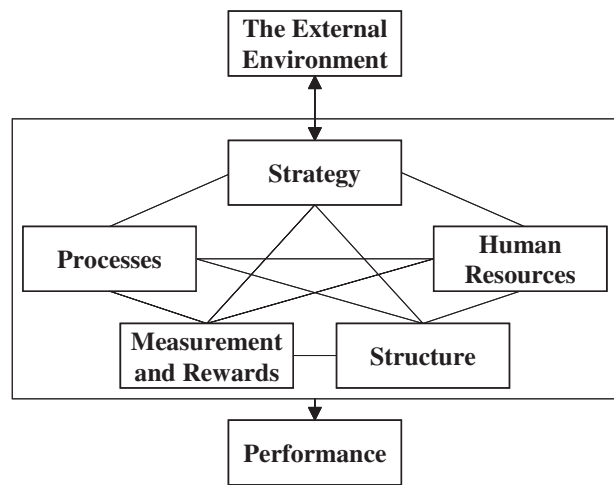 The External
Environment
Strategy
Processes
Human
Resources
Measurement
and Rewards
Structure
Performance